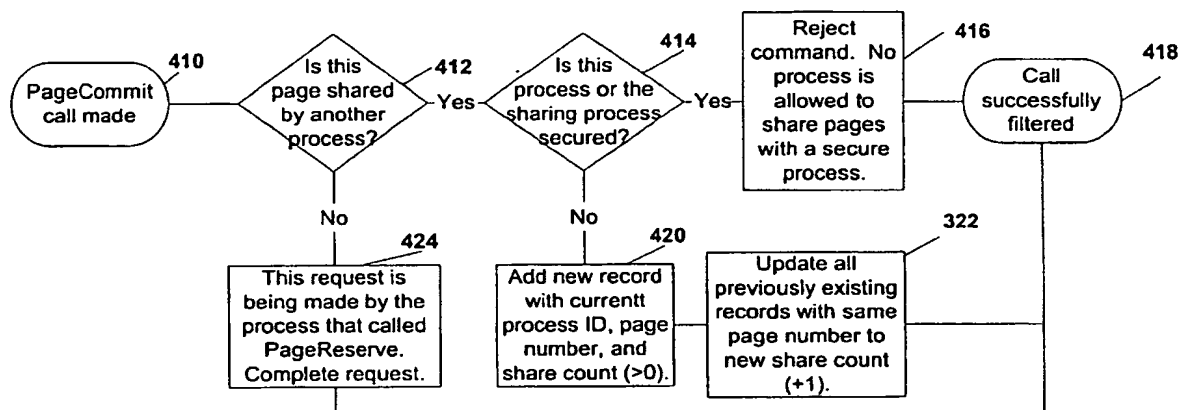 410
PageCommit
call made
Is this
page shared
by another
process?
412
Yes
Is this
process or the
sharing process
secured?
414
Yes
Reject
command. No
process is
allowed to
share pages
with a secure
process.
416
Call
successfully
filtered
418
No
No
424
This request is
being made by the
process that called
PageReserve.
Complete request.
420
Add new record
with currentt
process ID, page
number, and
share count (>0).
322
Update all
previously existing
records with same
page number to
new share count
(+1).